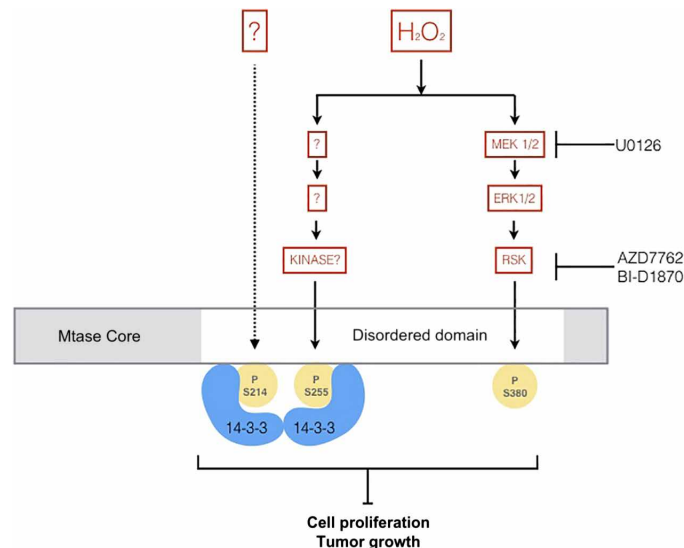 ?
H₂O₂
?
MEK 1/2
U0126
?
ERK1/2
KINASE?
RSK
AZD7762
BI-D1870
Mtase Core
Disordered domain
P
S214
P
S255
P
S380
14-3-3
14-3-3
Cell proliferation
Tumor growth